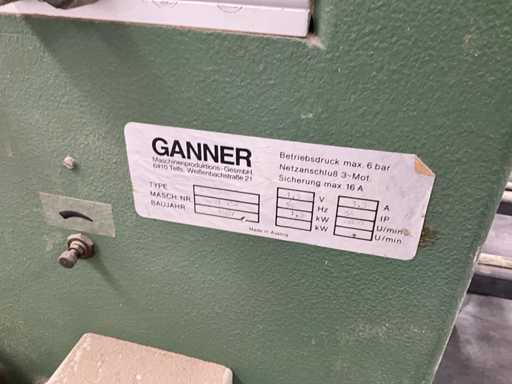 GANNER
Maschinenproduktions-GesmbH
6410 Telfs, Weißenbachstraße 21
Betriebsdruck max. 6 bar
Netzanschluß 3~Mot.
Sicherung max. 16 A
TYPE
MASCH. NR.
BAUJAHR
V A
Hz IP
kW U/min
kW U/min
Made in Austria